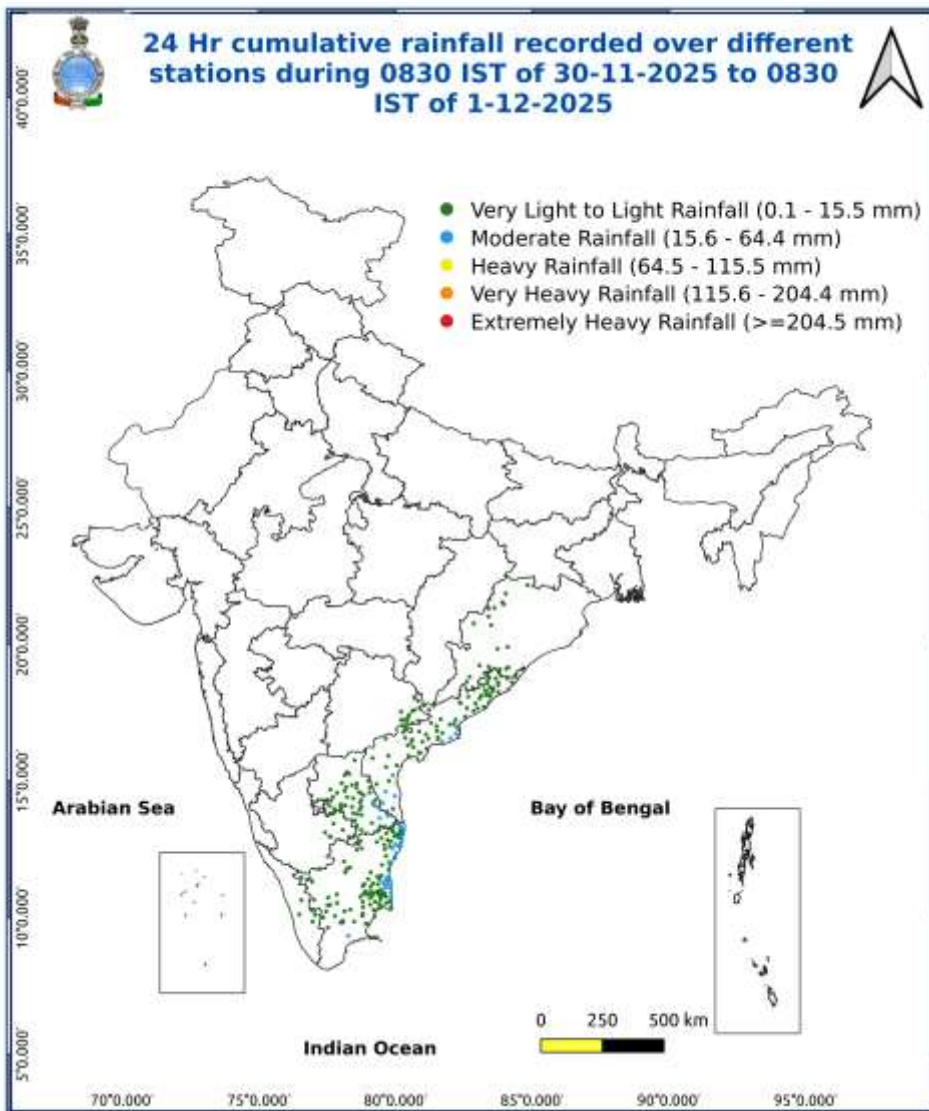 24 Hr cumulative rainfall recorded over different
stations during 0830 IST of 30-11-2025 to 0830
IST of 1-12-2025
Very Light to Light Rainfall (0.1 - 15.5 mm)
Moderate Rainfall (15.6 - 64.4 mm)
Heavy Rainfall (64.5 - 115.5 mm)
Very Heavy Rainfall (115.6 - 204.4 mm)
Extremely Heavy Rainfall (>=204.5 mm)
40°0.000'
35°0.000'
30°0.000'
25°0.000'
20°0.000'
15°0.000'
10°0.000'
5°0.000'
Arabian Sea
Bay of Bengal
0 250 500 km
Indian Ocean
70°0.000' 75°0.000' 80°0.000' 85°0.000' 90°0.000' 95°0.000'